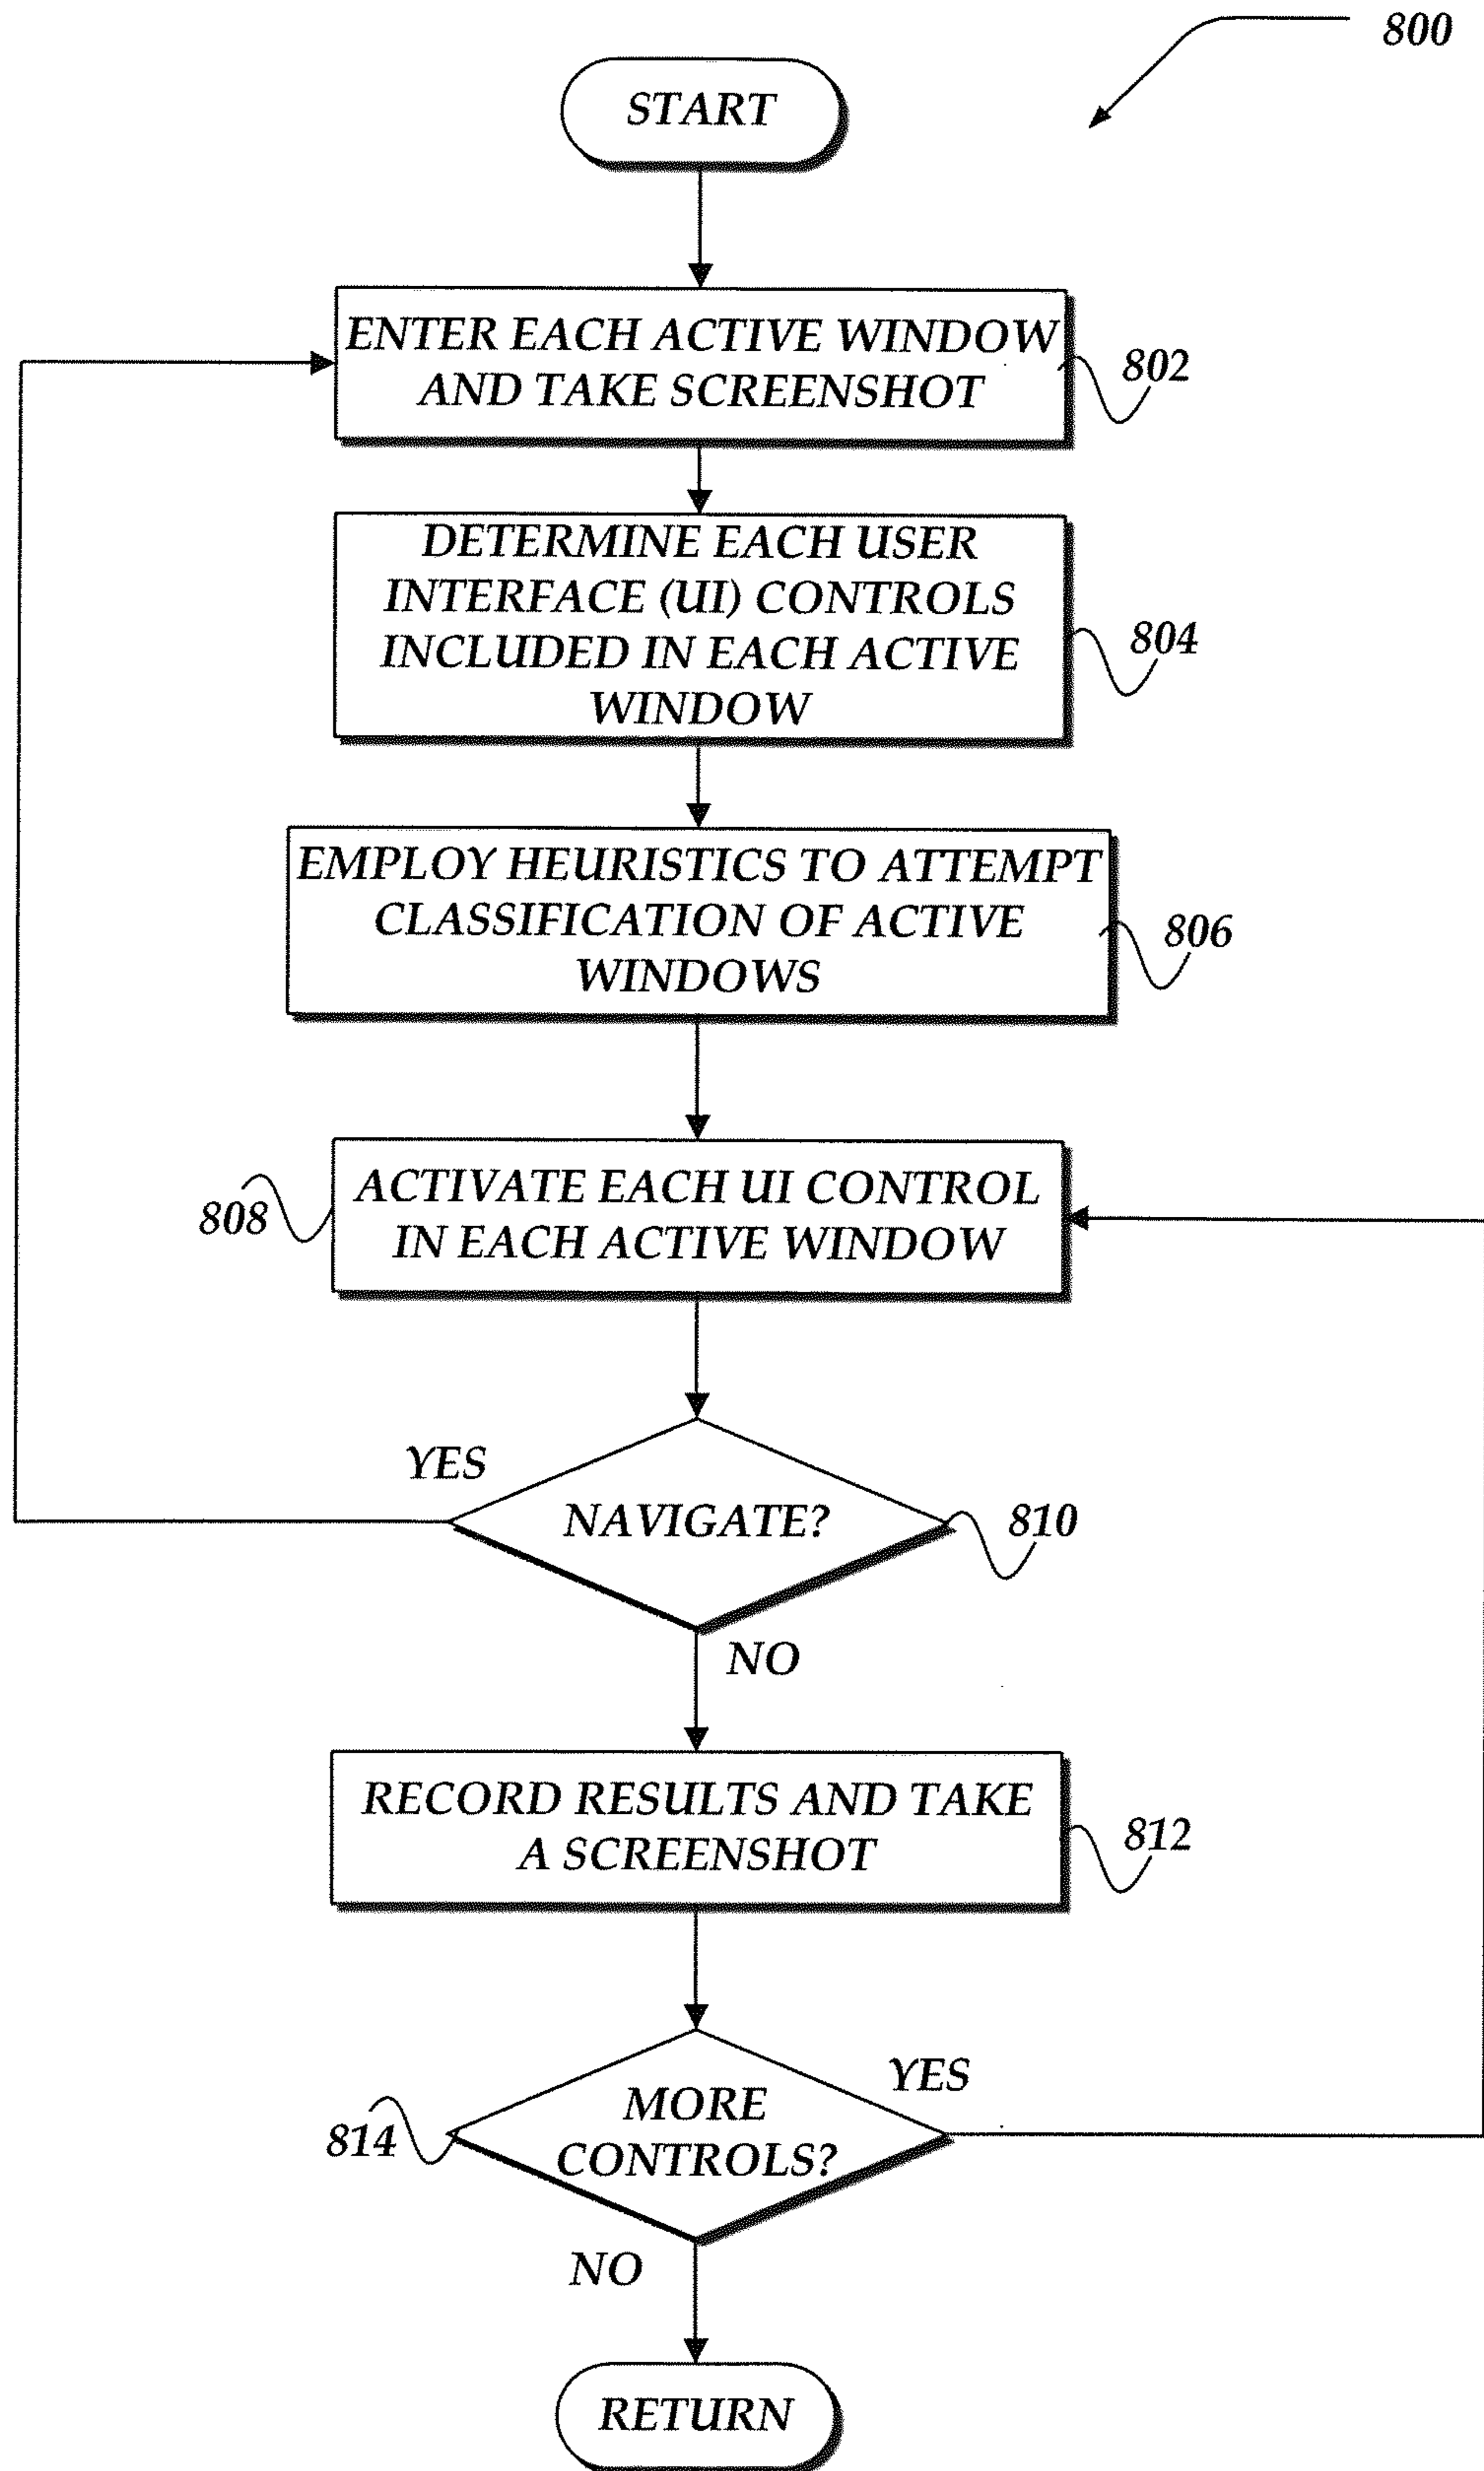 800
START
ENTER EACH ACTIVE WINDOW
AND TAKE SCREENSHOT
802
DETERMINE EACH USER
INTERFACE (UI) CONTROLS
INCLUDED IN EACH ACTIVE
WINDOW
804
EMPLOY HEURISTICS TO ATTEMPT
CLASSIFICATION OF ACTIVE
WINDOWS
806
ACTIVATE EACH UI CONTROL
IN EACH ACTIVE WINDOW
808
YES
NAVIGATE?
810
NO
RECORD RESULTS AND TAKE
A SCREENSHOT
812
YES
MORE
CONTROLS?
814
NO
RETURN